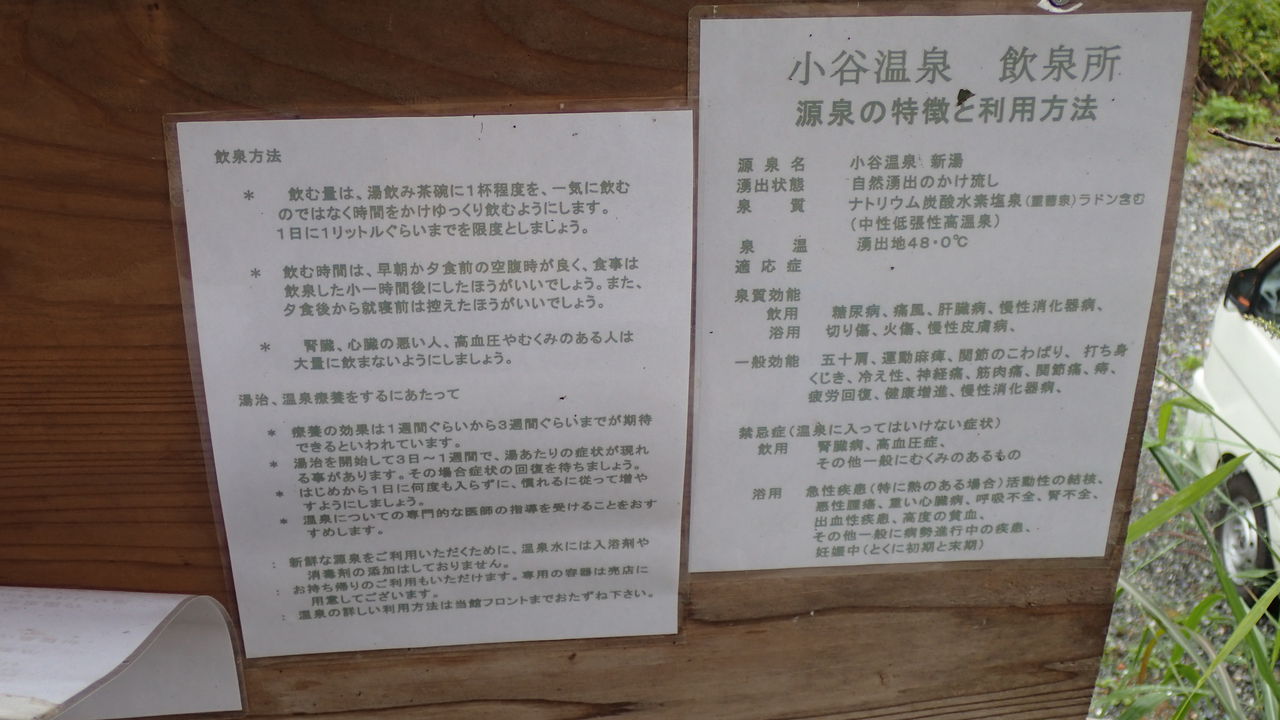 飲泉方法
＊ 飲む量は、湯飲み茶碗に１杯程度を、一気に飲む
のではなく時間をかけゆっくり飲むようにします。
１日に１リットルぐらいまでを限度としましょう。
＊ 飲む時間は、早朝か夕食前の空腹時が良く、食事は
飲泉した小一時間後にしたほうがいいでしょう。また、
夕食後から就寝前は控えたほうがいいでしょう。
＊ 腎臓、心臓の悪い人、高血圧やむくみのある人は
大量に飲まないようにしましょう。
湯治、温泉療養をするにあたって
＊ 療養の効果は１週間ぐらいから３週間ぐらいまでが期待
できるといわれています。
＊ 湯治を開始して３日～１週間で、湯あたりの症状が現れ
る事があります。その場合症状の回復を待ちましょう。
＊ はじめから１日に何度も入らずに、慣れるに従って増や
すようにしましょう。
＊ 温泉についての専門的な医師の指導を受けることをおす
すめします。
： 新鮮な源泉をご利用いただくために、温泉水には入浴剤や
消毒剤の添加はしておりません。
： お持ち帰りのご利用もいただけます。専用の容器は売店に
用意してございます。
： 温泉の詳しい利用方法は当館フロントまでおたずね下さい。
小谷温泉 飲泉所
源泉の特徴と利用方法
源泉名 小谷温泉 新湯
湧出状態 自然湧出のかけ流し
泉質 ナトリウム炭酸水素塩泉（重曹泉）ラドン含む
（中性低張性高温泉）
泉温 湧出地４８・０℃
適応症
泉質効能
飲用 糖尿病、痛風、肝臓病、慢性消化器病、
浴用 切り傷、火傷、慢性皮膚病、
一般効能 五十肩、運動麻痺、関節のこわばり、 打ち身
くじき、冷え性、神経痛、筋肉痛、関節痛、痔、
疲労回復、健康増進、慢性消化器病、
禁忌症（温泉に入ってはいけない症状）
飲用 腎臓病、高血圧症、
その他一般にむくみのあるもの
浴用 急性疾患（特に熱のある場合）活動性の結核、
悪性腫瘍、重い心臓病、呼吸不全、腎不全、
出血性疾患、高度の貧血、
その他一般に病勢進行中の疾患、
妊娠中（とくに初期と末期）